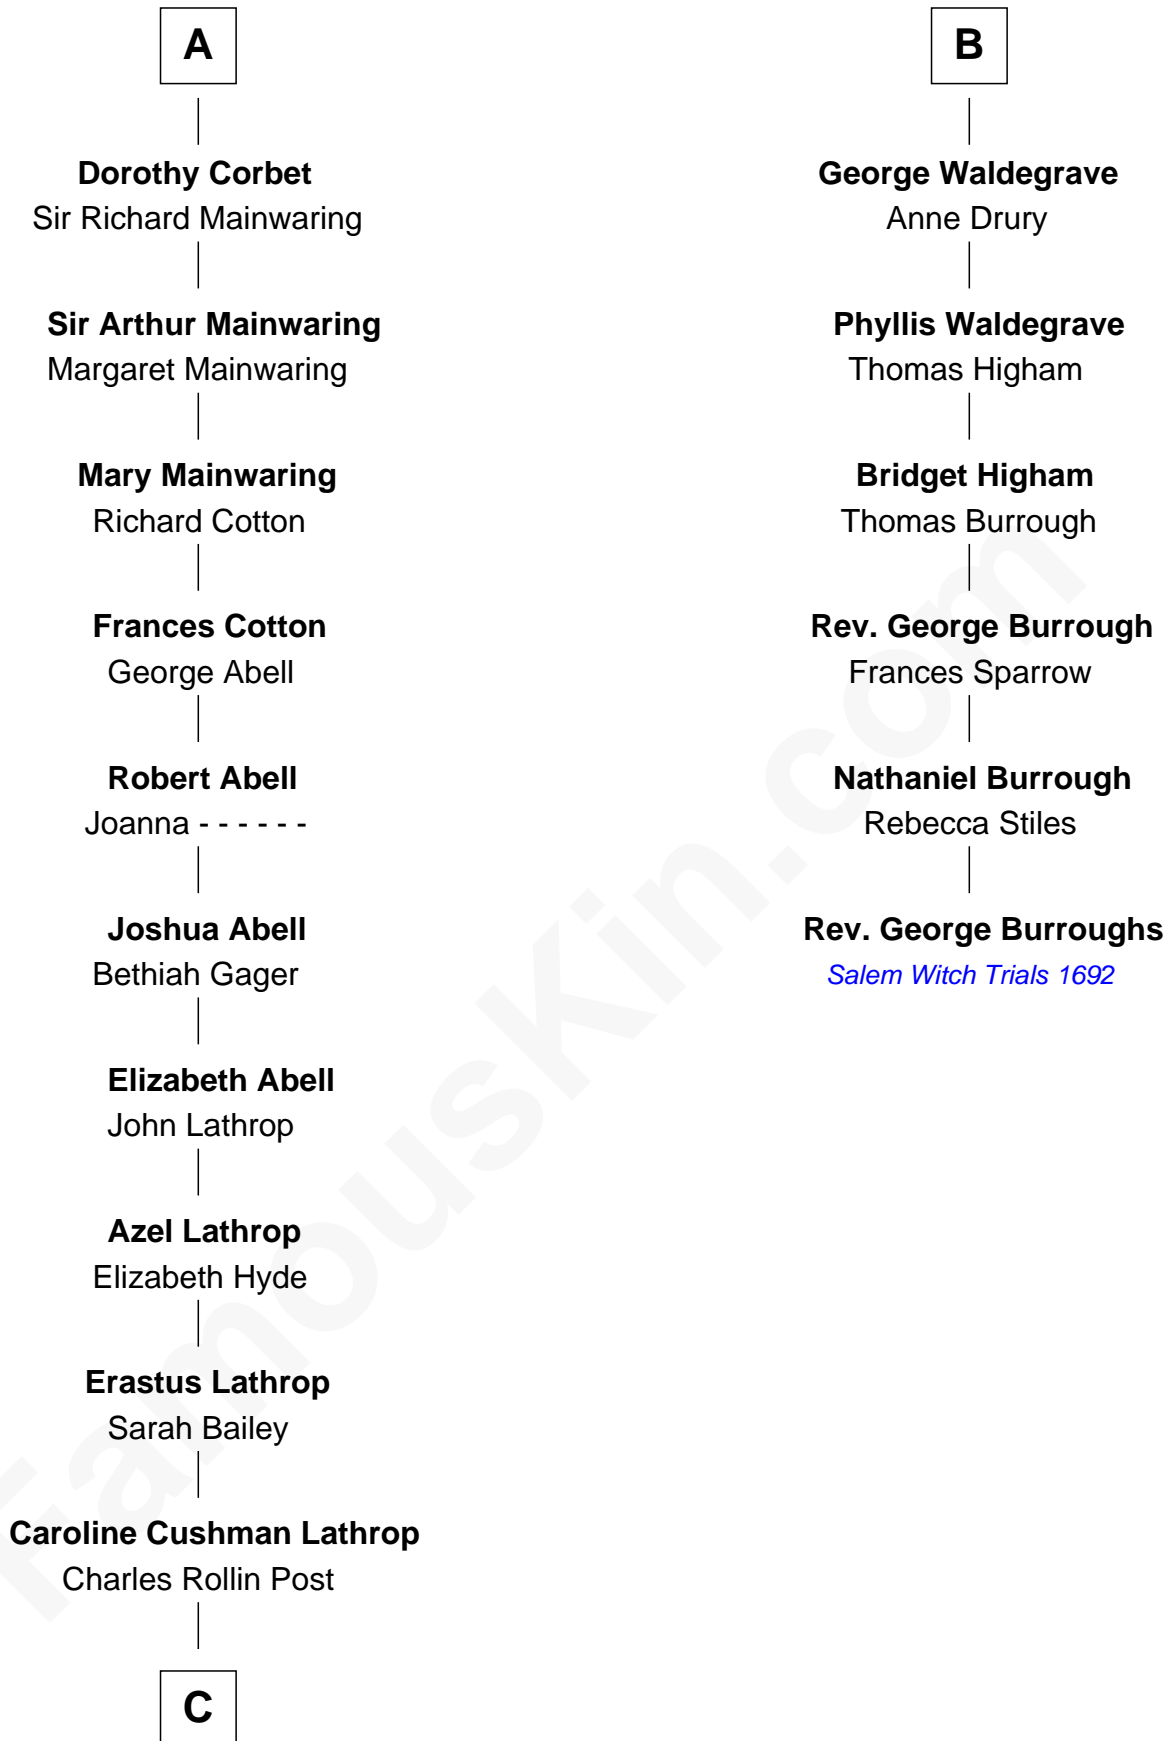 A
Dorothy Corbet
Sir Richard Mainwaring
Sir Arthur Mainwaring
Margaret Mainwaring
Mary Mainwaring
Richard Cotton
Frances Cotton
George Abell
Robert Abell
Joanna - - - - - -
Joshua Abell
Bethiah Gager
Elizabeth Abell
John Lathrop
Azel Lathrop
Elizabeth Hyde
Erastus Lathrop
Sarah Bailey
Caroline Cushman Lathrop
Charles Rollin Post
C
B
George Waldegrave
Anne Drury
Phyllis Waldegrave
Thomas Higham
Bridget Higham
Thomas Burrough
Rev. George Burrough
Frances Sparrow
Nathaniel Burrough
Rebecca Stiles
Rev. George Burroughs
Salem Witch Trials 1692
FamousKin.com